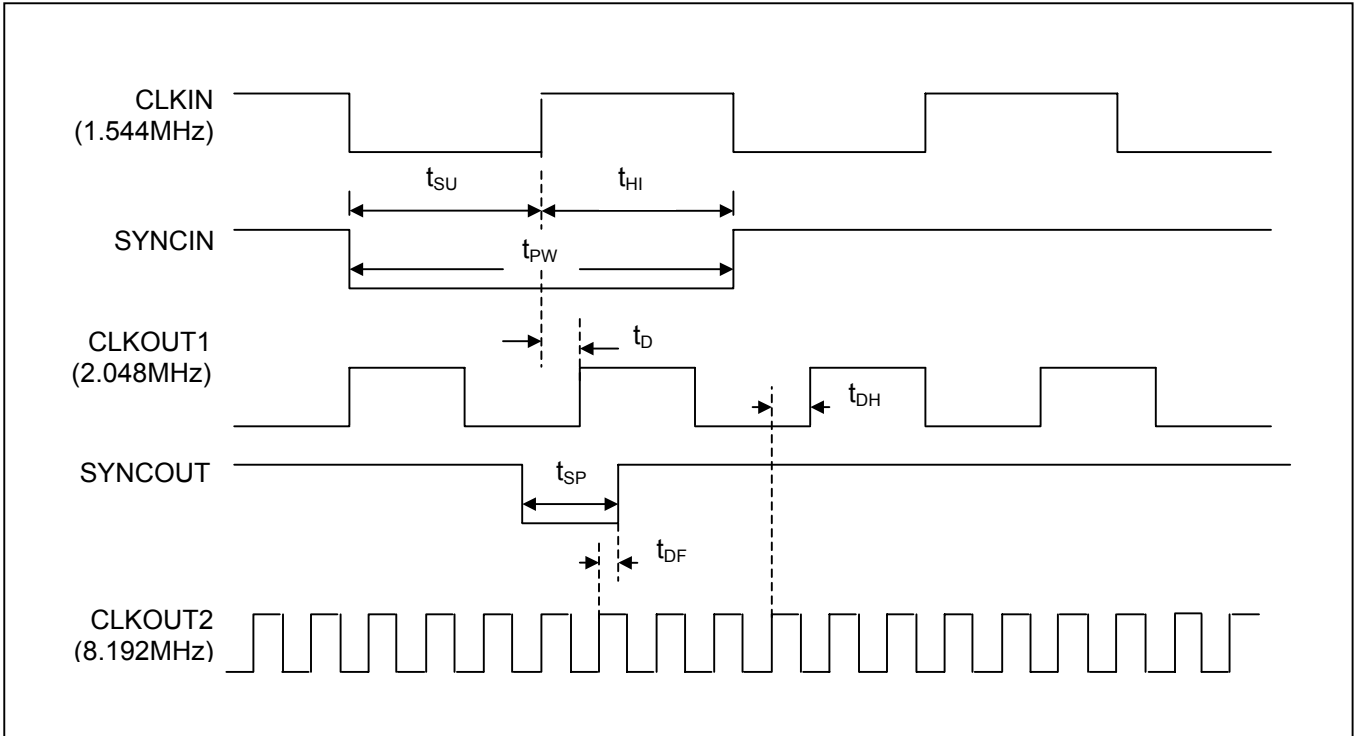 CLKIN
(1.544MHz)
tSU
tHI
SYNCIN
tPW
CLKOUT1
(2.048MHz)
tD
tDH
SYNCOUT
tSP
tDF
CLKOUT2
(8.192MHz)